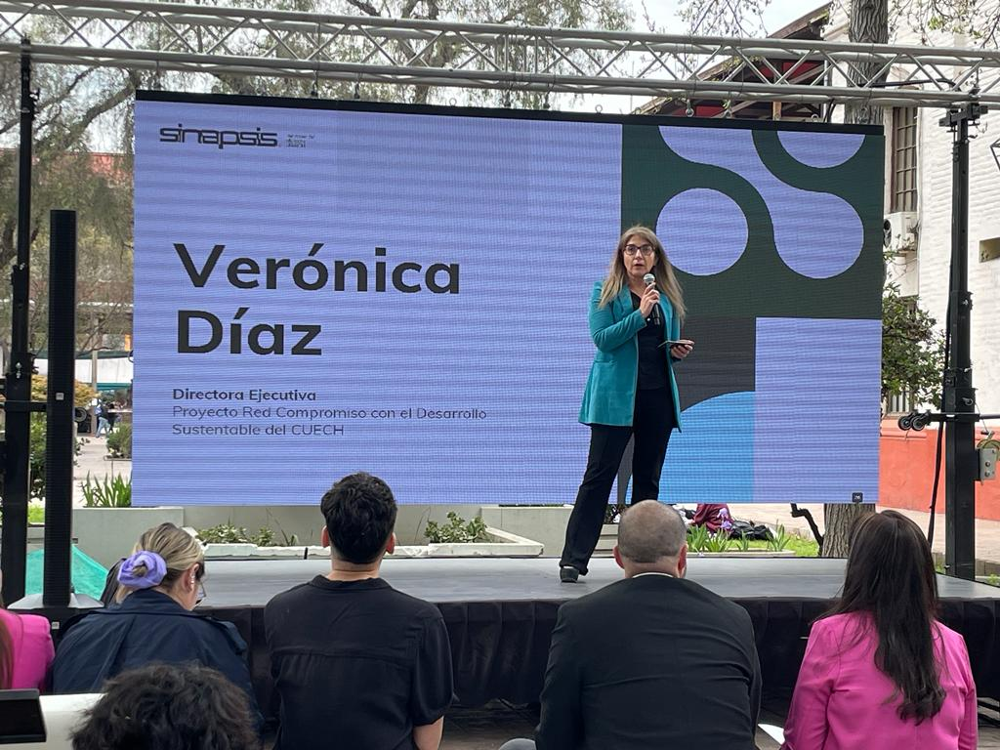 sinapsis
Verónica
Díaz
Directora Ejecutiva
Proyecto Red Compromiso con el Desarrollo
Sustentable del CUECH